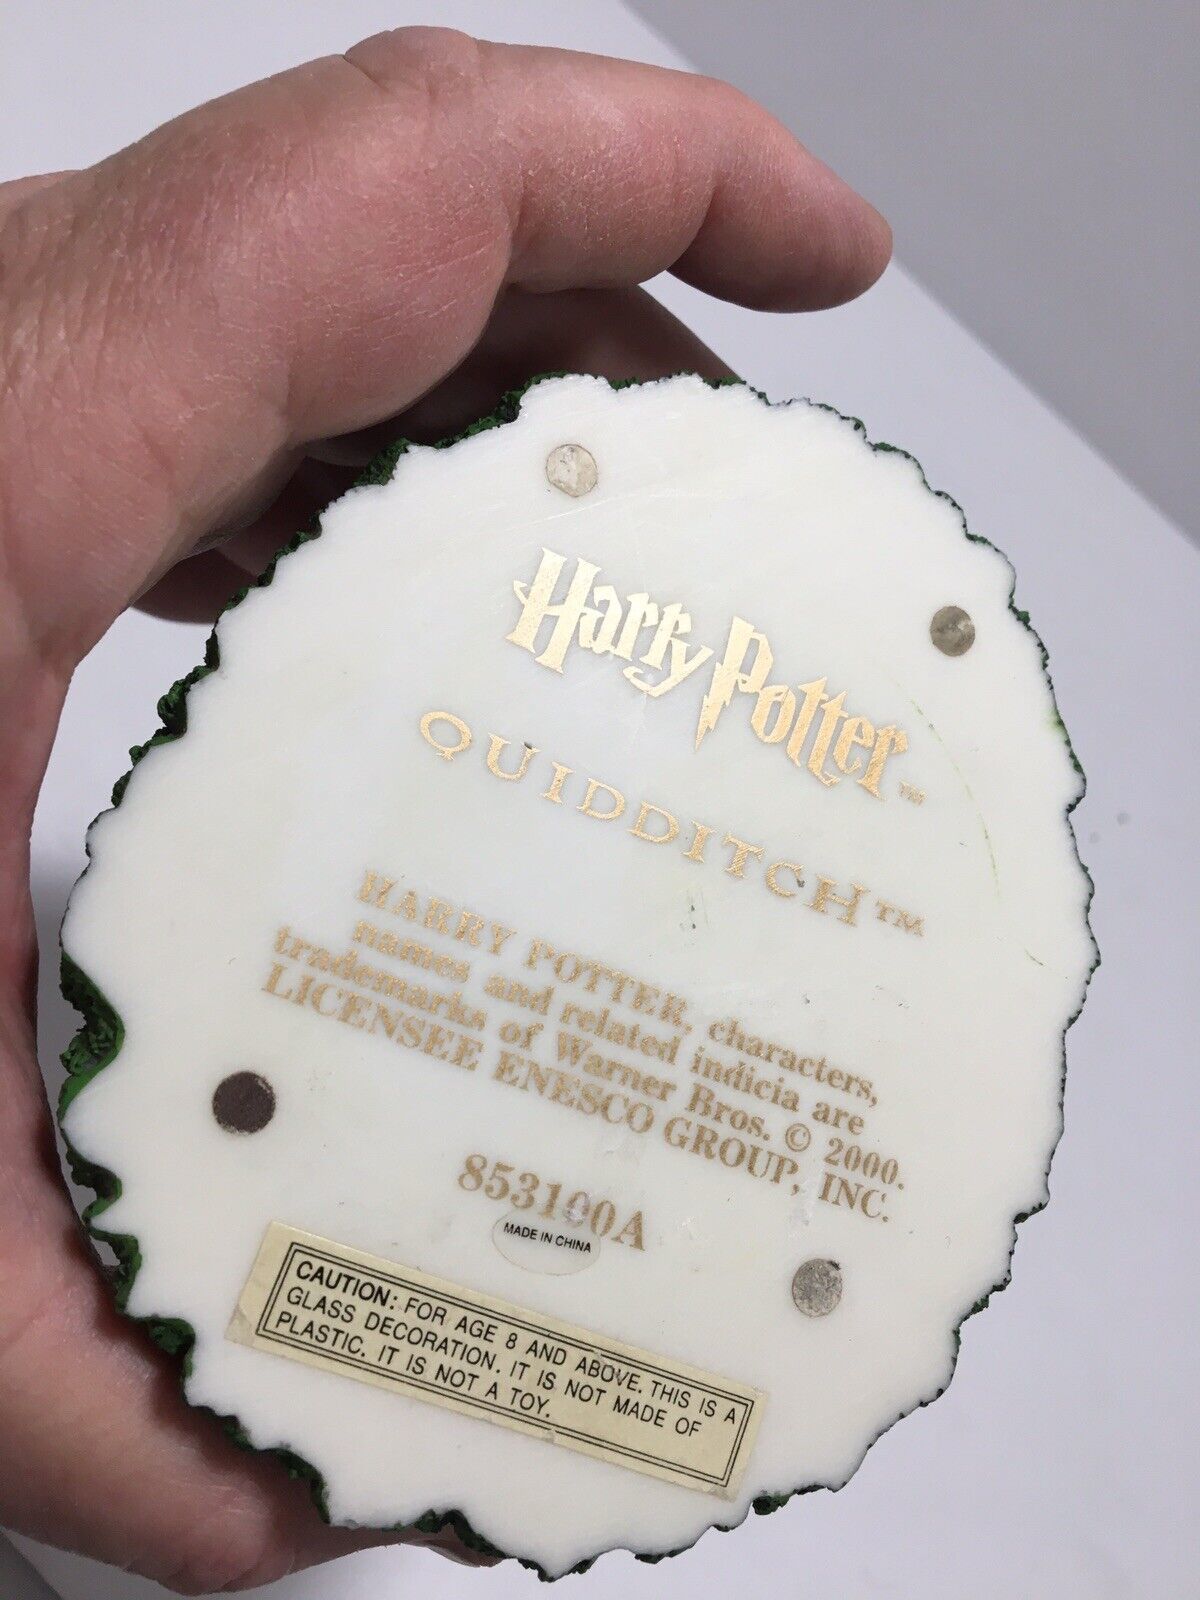 Harry Potter™
QUIDDITCH™
HARRY POTTER, characters,
names and related indicia are
trademarks of Warner Bros. © 2000.
LICENSEE ENESCO GROUP, INC.
853100A
MADE IN CHINA
CAUTION: FOR AGE 8 AND ABOVE. THIS IS A
GLASS DECORATION. IT IS NOT MADE OF
PLASTIC. IT IS NOT A TOY.